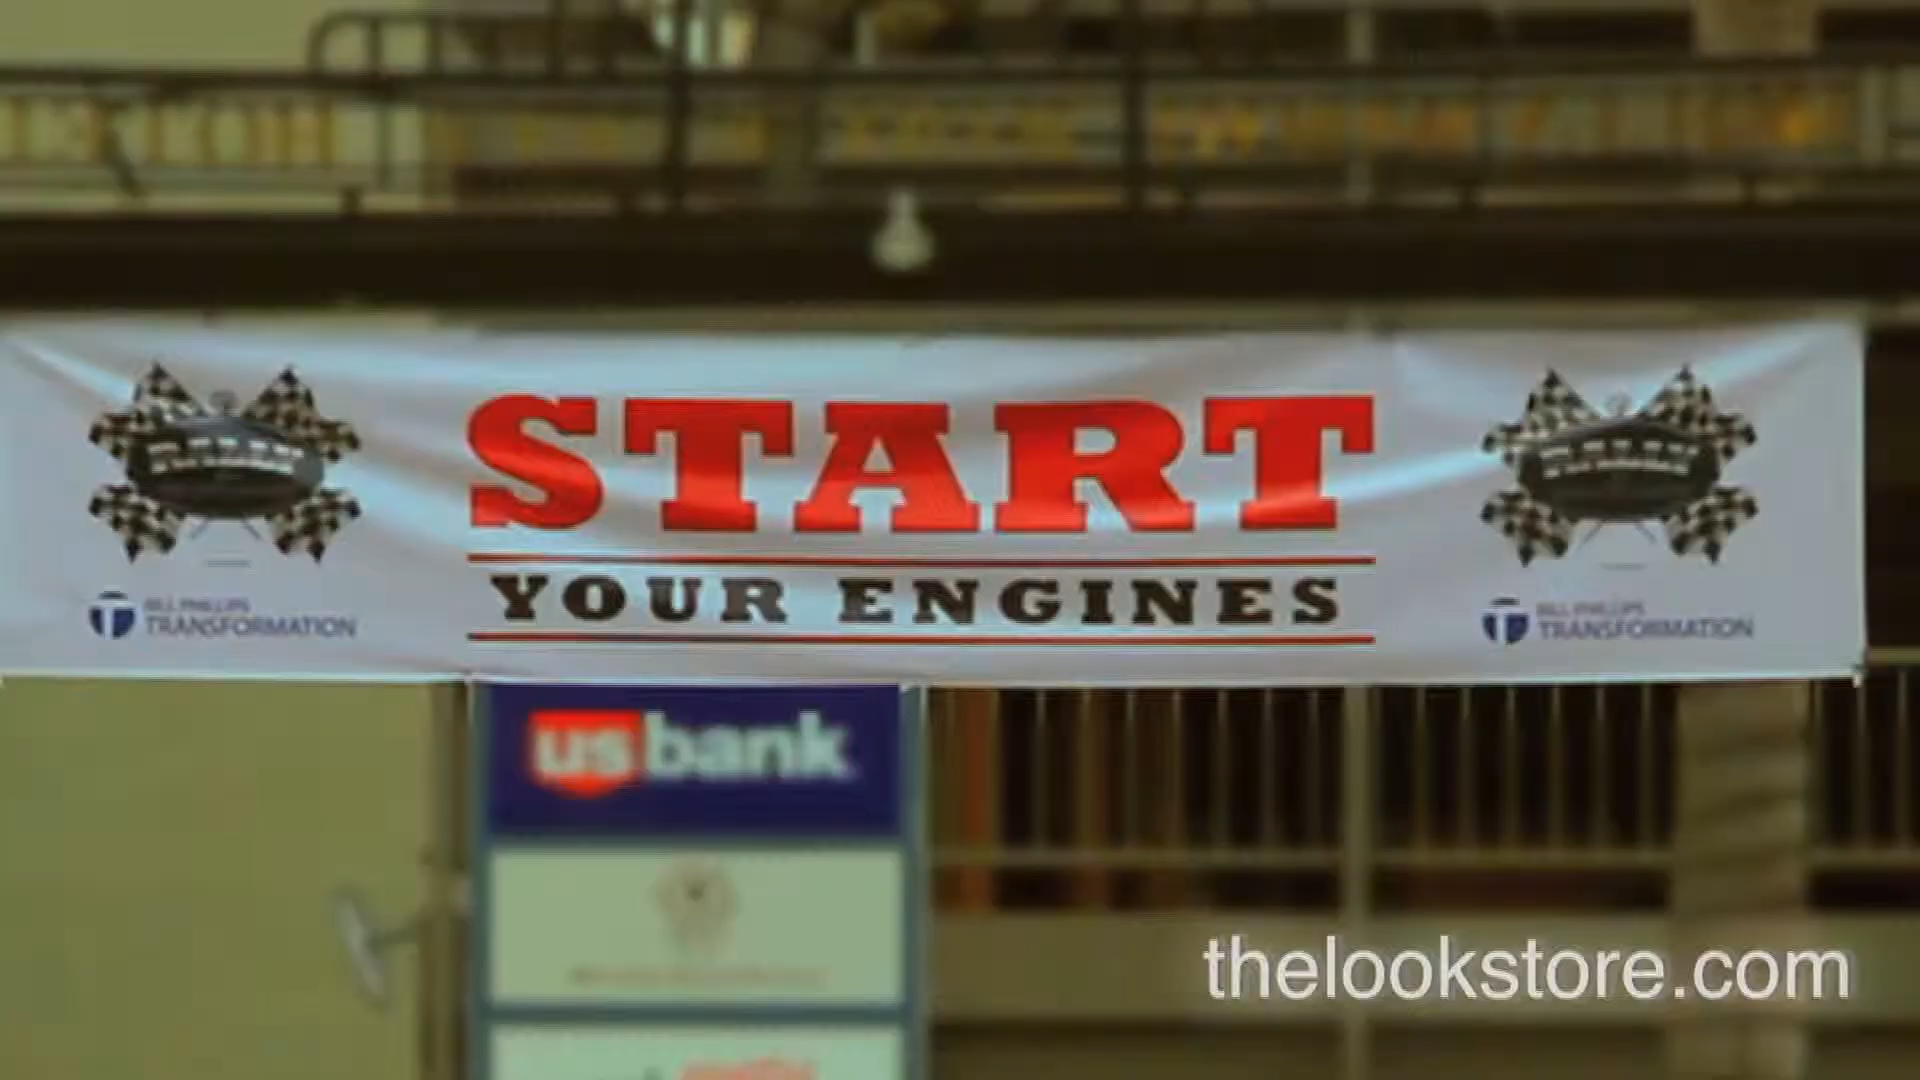 START
YOUR ENGINES
BILL PHILLIPS
TRANSFORMATION
BILL PHILLIPS
TRANSFORMATION
usbank
thelookstore.com